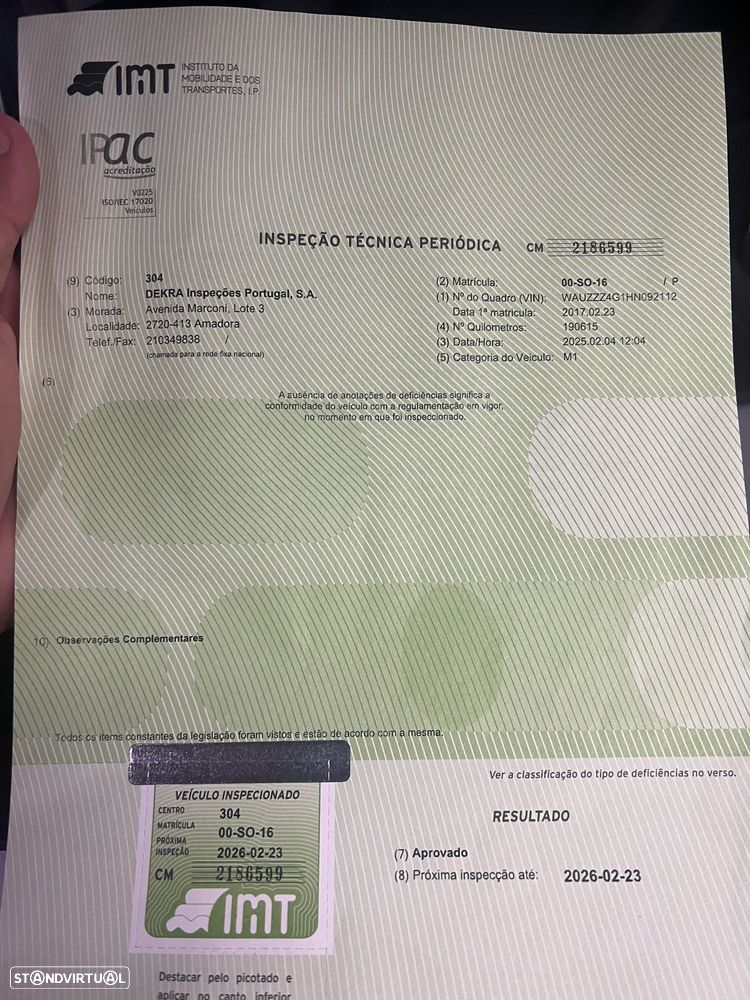 IMT INSTITUTO DA
MOBILIDADE E DOS
TRANSPORTES, I.P.
IPac
acreditação
V0225
ISO/IEC 17020
Veículos
INSPEÇÃO TÉCNICA PERIÓDICA CM 2186599
(9) Código: 304
Nome: DEKRA Inspeções Portugal, S.A.
(3) Morada: Avenida Marconi, Lote 3
Localidade: 2720-413 Amadora
Telef./Fax: 210349838 /
(chamada para a rede fixa nacional)
(2) Matrícula: 00-SO-16 / P
(1) Nº do Quadro (VIN): WAUZZZ4G1HN092112
Data 1ª matricula: 2017.02.23
(4) Nº Quilometros: 190615
(3) Data/Hora: 2025.02.04 12:04
(5) Categoria do Veículo: M1
(6)
A ausência de anotações de deficiências significa a
conformidade do veículo com a regulamentação em vigor,
no momento em que foi inspeccionado.
10) Observações Complementares
Todos os itens constantes da legislação foram vistos e estão de acordo com a mesma.
Ver a classificação do tipo de deficiências no verso.
VEÍCULO INSPECIONADO
CENTRO 304
MATRÍCULA 00-SO-16
PRÓXIMA
INSPEÇÃO 2026-02-23
CM 2186599
IMT
RESULTADO
(7) Aprovado
(8) Próxima inspecção até: 2026-02-23
Destacar pelo picotado e
aplicar no canto inferior
STANDVIRTUAL